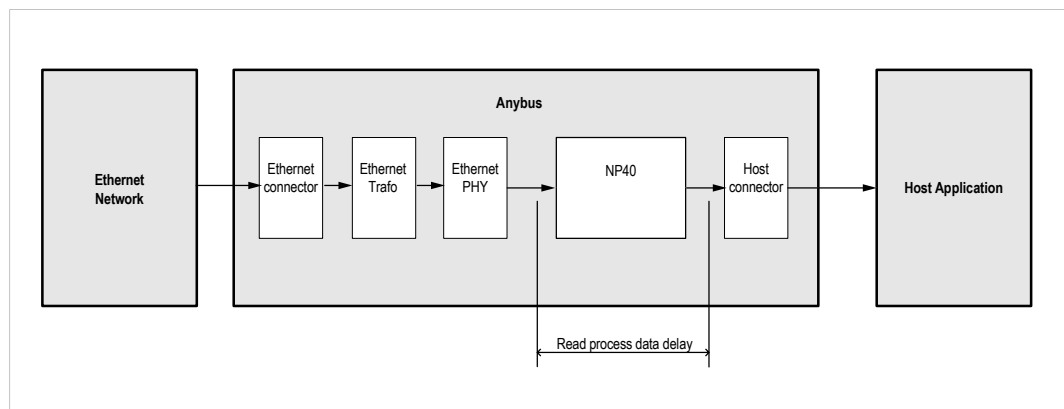 Anybus
Ethernet
Network
Ethernet
connector
Ethernet
Trafo
Ethernet
PHY
NP40
Host
connector
Host Application
Read process data delay